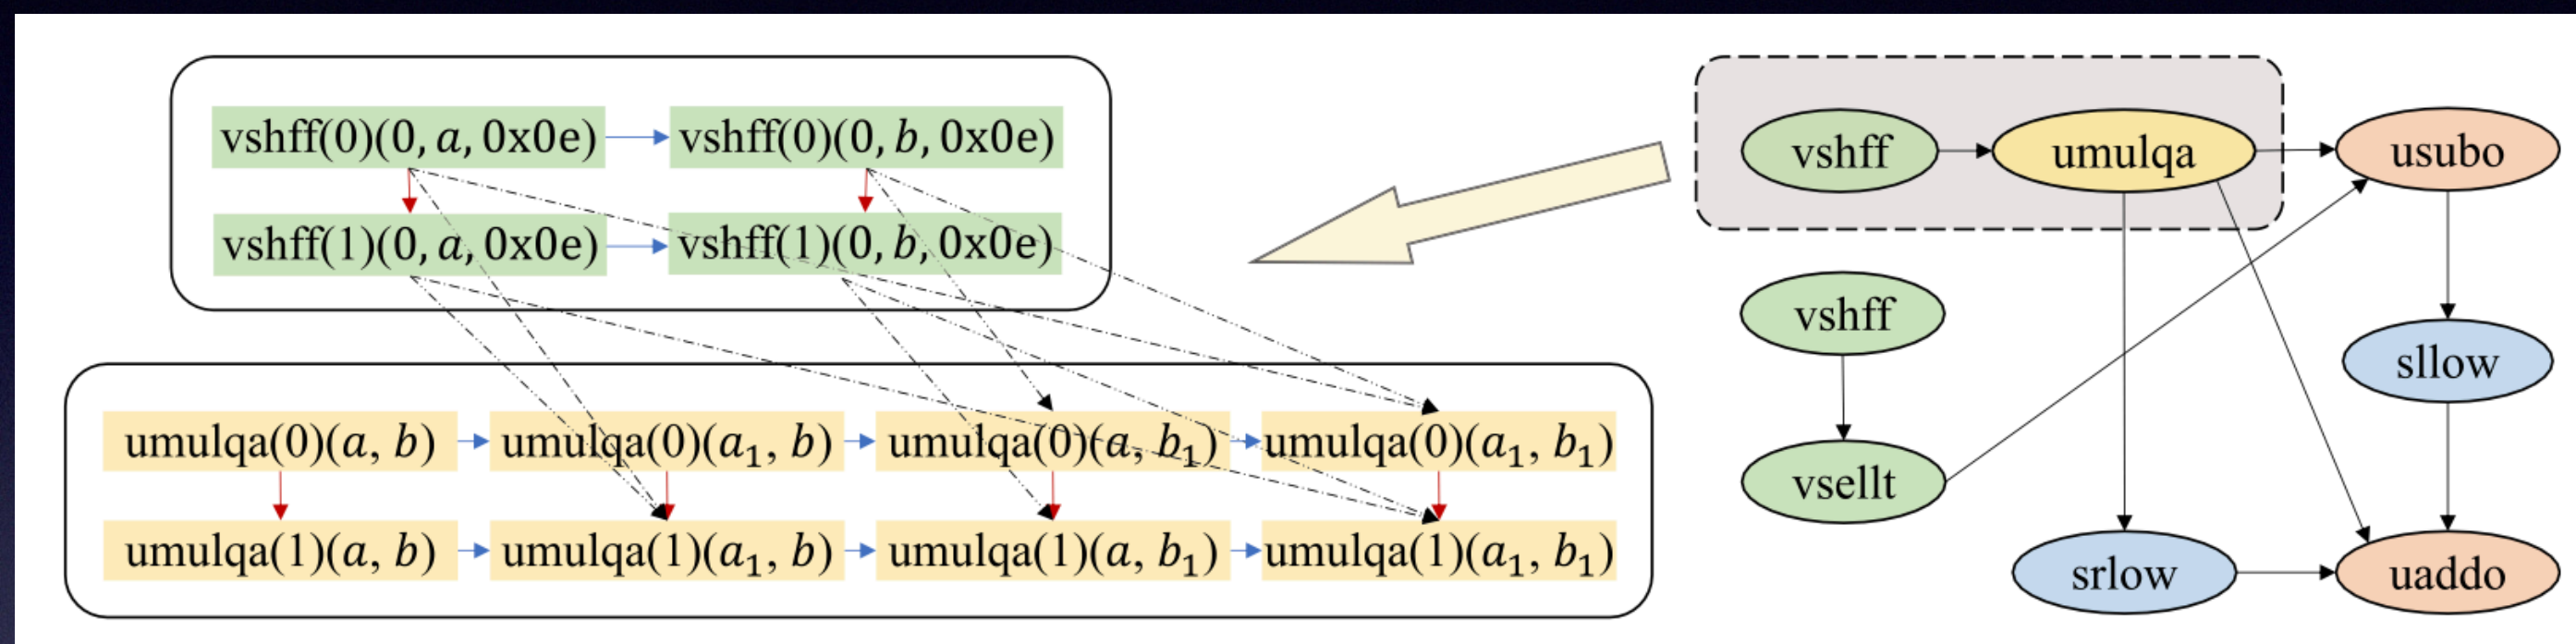 vshff(0)(0, a, 0x0e)
vshff(0)(0, b, 0x0e)
vshff(1)(0, a, 0x0e)
vshff(1)(0, b, 0x0e)
umulqa(0)(a, b)
umulqa(0)(a₁, b)
umulqa(0)(a, b₁)
umulqa(0)(a₁, b₁)
umulqa(1)(a, b)
umulqa(1)(a₁, b)
umulqa(1)(a, b₁)
umulqa(1)(a₁, b₁)
vshff
umulqa
usubo
vshff
sllow
vsellt
srlow
uaddo